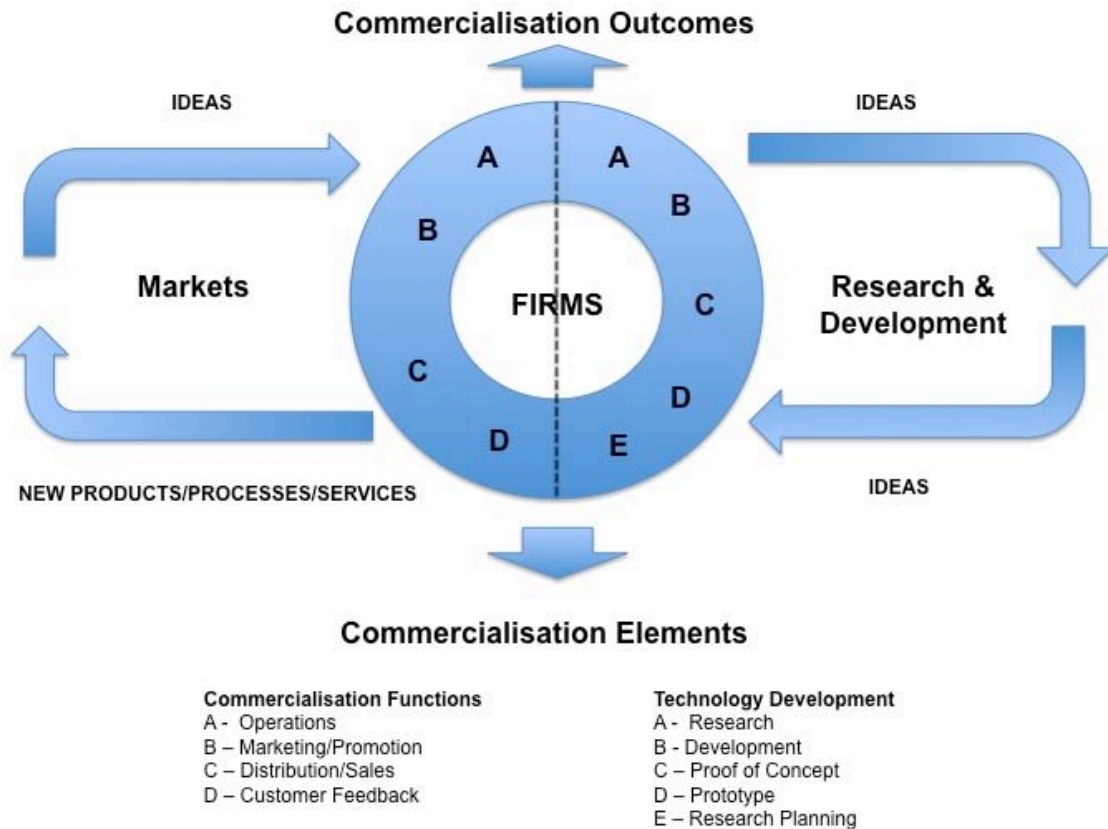 Commercialisation Outcomes
IDEAS
IDEAS
A
A
B
B
Markets
FIRMS
C
Research &
Development
C
D
D
E
NEW PRODUCTS/PROCESSES/SERVICES
IDEAS
Commercialisation Elements
Commercialisation Functions
A - Operations
B – Marketing/Promotion
C – Distribution/Sales
D – Customer Feedback
Technology Development
A - Research
B - Development
C – Proof of Concept
D – Prototype
E – Research Planning